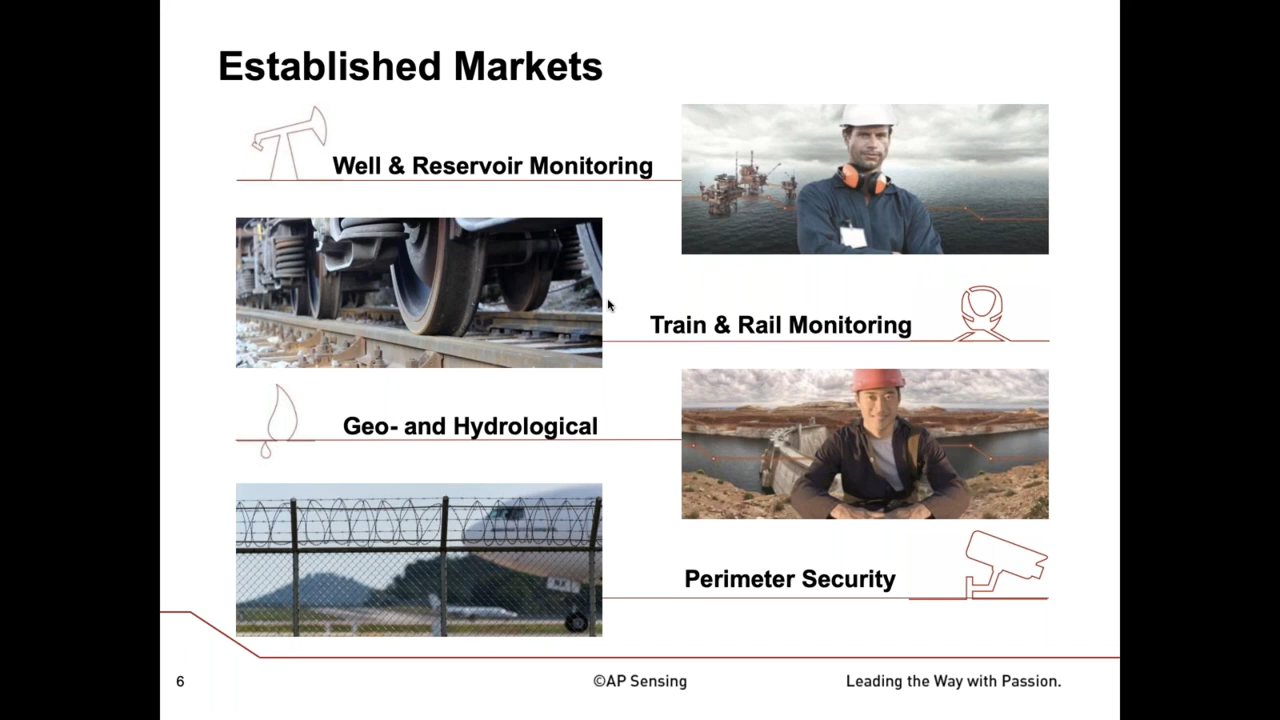 Established Markets
Well & Reservoir Monitoring
Train & Rail Monitoring
Geo- and Hydrological
Perimeter Security
6
©AP Sensing
Leading the Way with Passion.